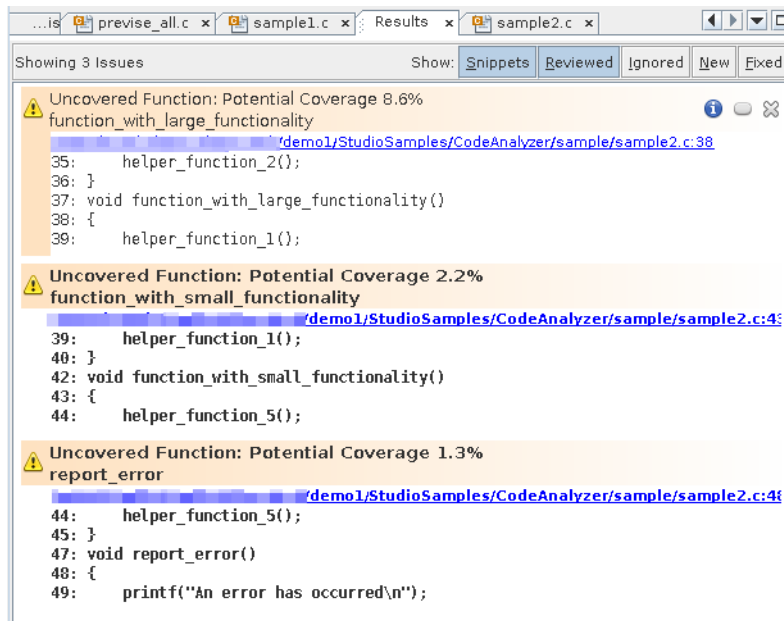 ...is previse_all.c x sample1.c x Results x sample2.c x
Showing 3 Issues Show: Snippets Reviewed Ignored New Fixed
Uncovered Function: Potential Coverage 8.6%
function_with_large_functionality
/demo1/StudioSamples/CodeAnalyzer/sample/sample2.c:38
35: helper_function_2();
36: }
37: void function_with_large_functionality()
38: {
39: helper_function_1();
Uncovered Function: Potential Coverage 2.2%
function_with_small_functionality
/demo1/StudioSamples/CodeAnalyzer/sample/sample2.c:43
39: helper_function_1();
40: }
42: void function_with_small_functionality()
43: {
44: helper_function_5();
Uncovered Function: Potential Coverage 1.3%
report_error
/demo1/StudioSamples/CodeAnalyzer/sample/sample2.c:48
44: helper_function_5();
45: }
47: void report_error()
48: {
49: printf("An error has occurred\n");